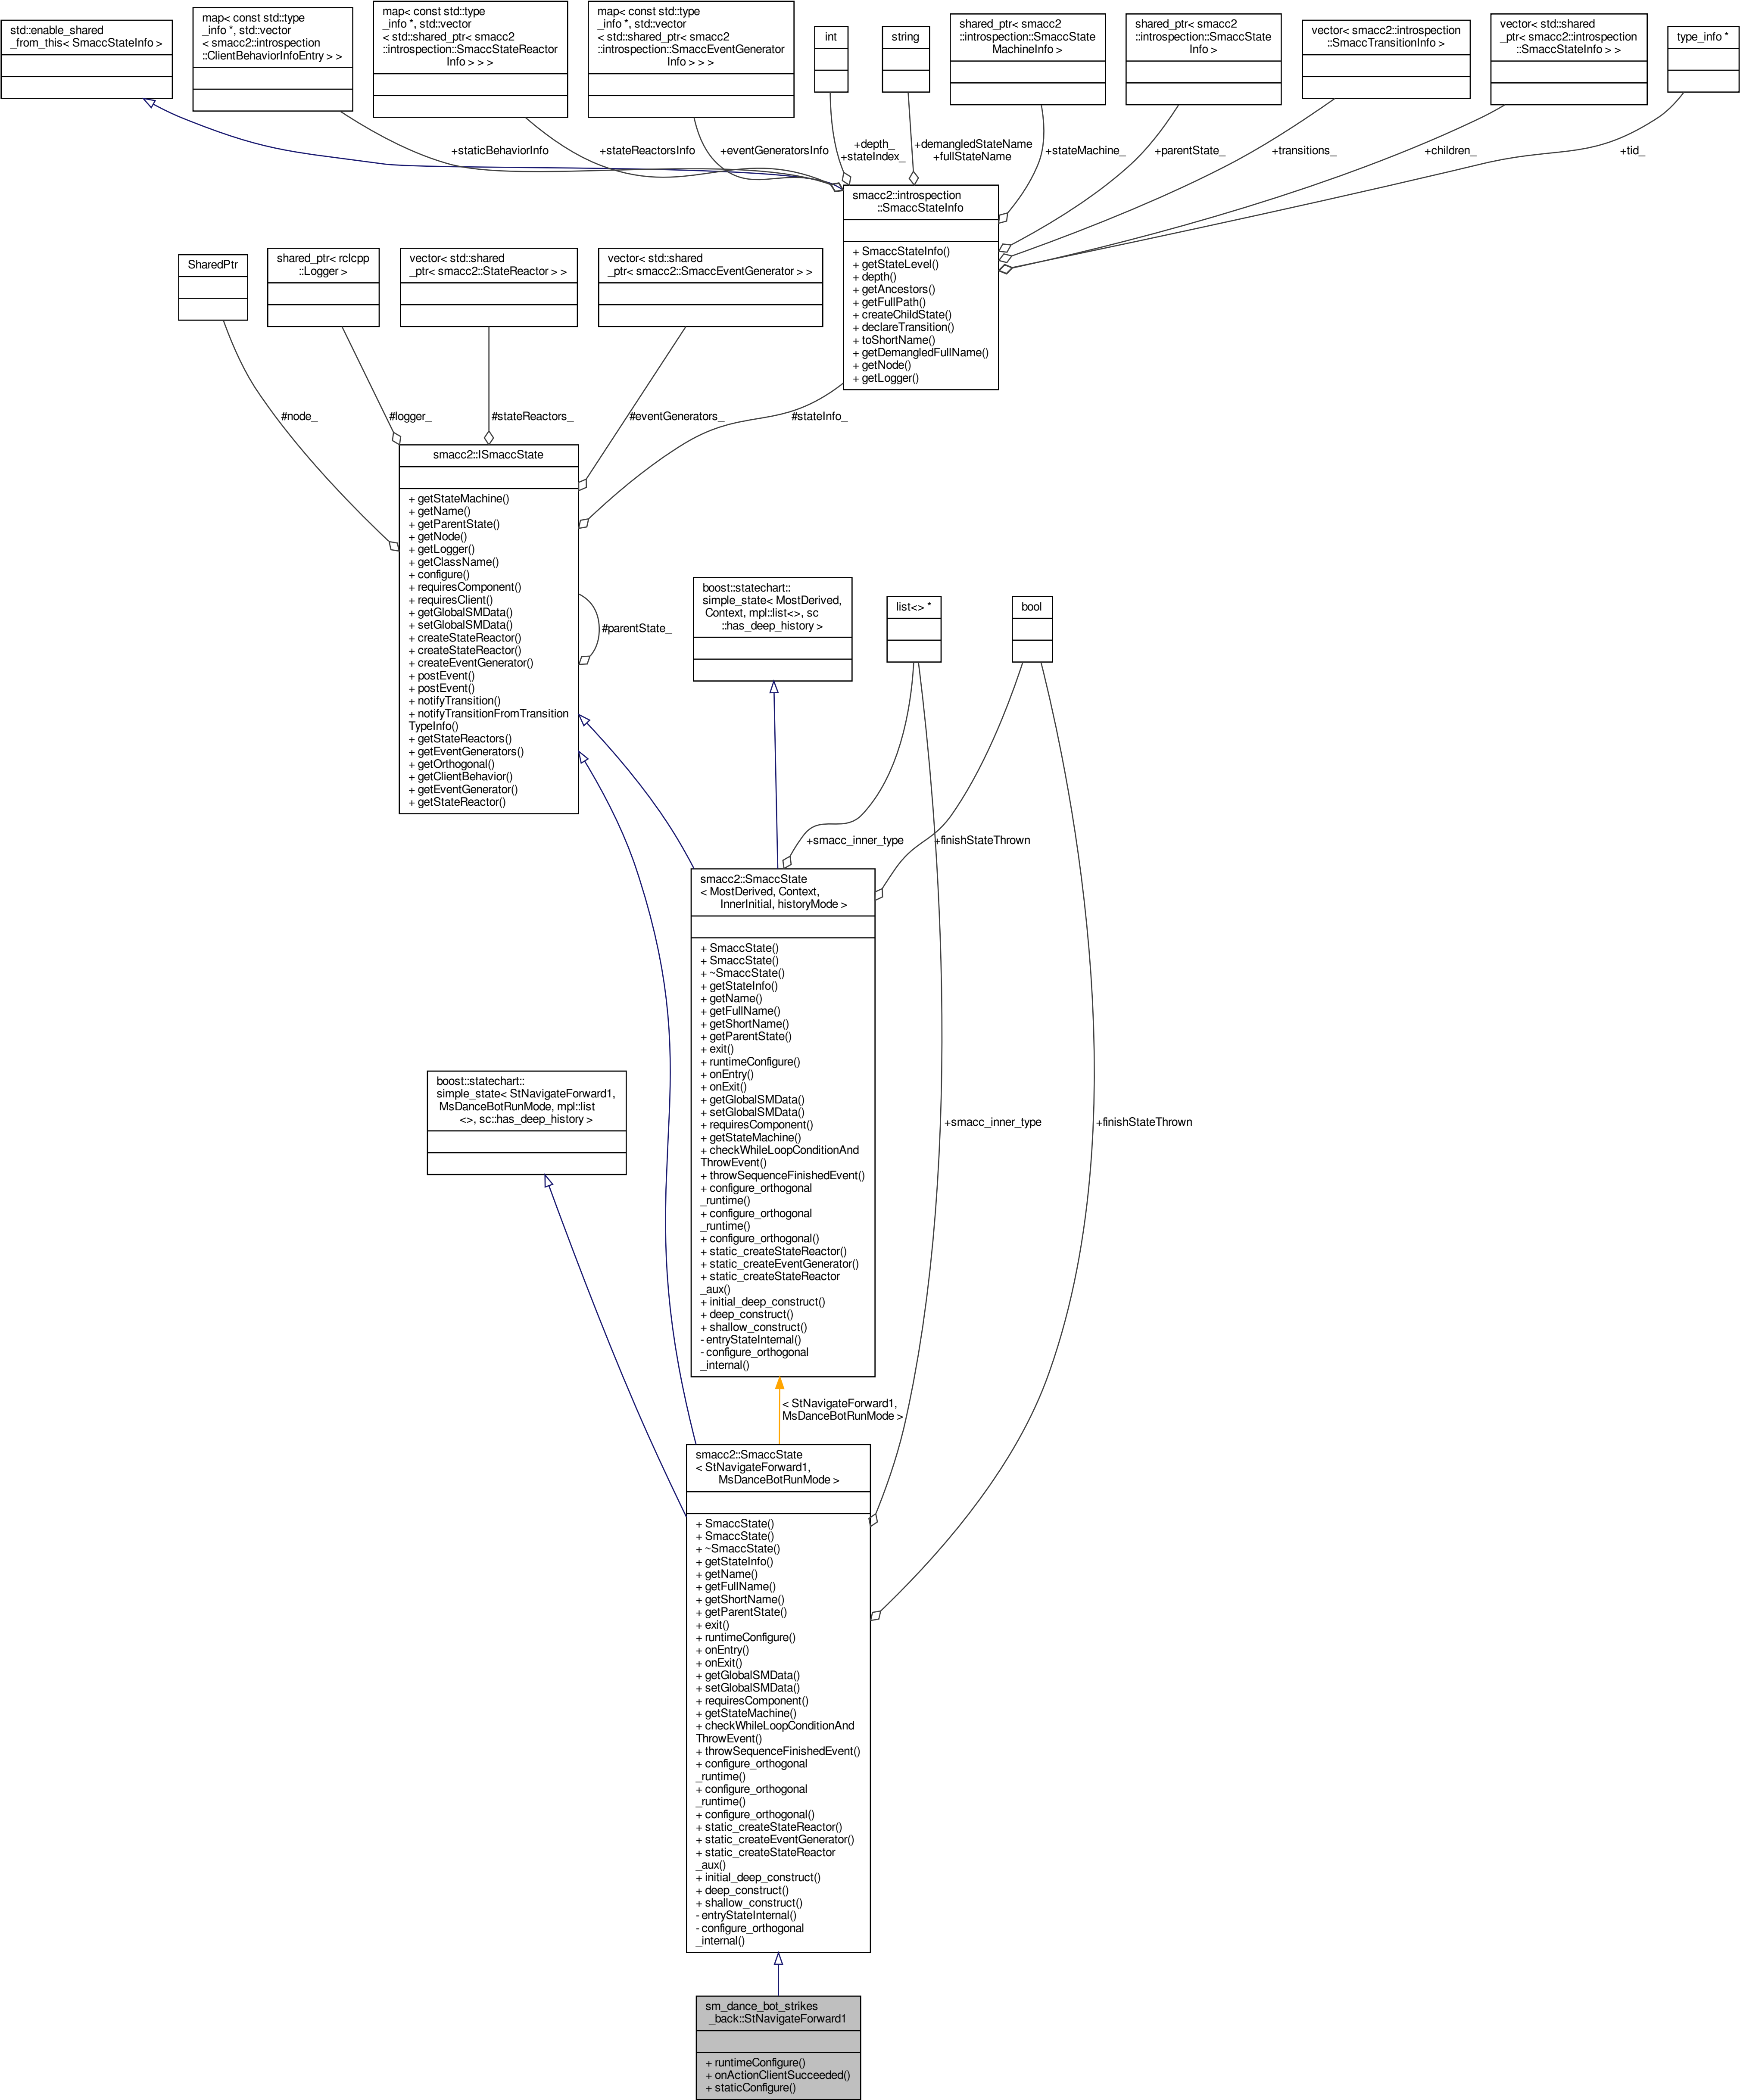 std::enable_shared
_from_this< SmaccStateInfo >
map< const std::type
_info *, std::vector
< smacc2::introspection
::ClientBehaviorInfoEntry > >
map< const std::type
_info *, std::vector
< std::shared_ptr< smacc2
::introspection::SmaccStateReactor
Info > > >
map< const std::type
_info *, std::vector
< std::shared_ptr< smacc2
::introspection::SmaccEventGenerator
Info > > >
int
string
shared_ptr< smacc2
::introspection::SmaccState
MachineInfo >
shared_ptr< smacc2
::introspection::SmaccState
Info >
vector< smacc2::introspection
::SmaccTransitionInfo >
vector< std::shared
_ptr< smacc2::introspection
::SmaccStateInfo > >
type_info *
+staticBehaviorInfo
+stateReactorsInfo
+eventGeneratorsInfo
+depth_
+stateIndex_
+demangledStateName
+fullStateName
+stateMachine_
+parentState_
+transitions_
+children_
+tid_
smacc2::introspection
::SmaccStateInfo
+ SmaccStateInfo()
+ getStateLevel()
+ depth()
+ getAncestors()
+ getFullPath()
+ createChildState()
+ declareTransition()
+ toShortName()
+ getDemangledFullName()
+ getNode()
+ getLogger()
SharedPtr
shared_ptr< rclcpp
::Logger >
vector< std::shared
_ptr< smacc2::StateReactor > >
vector< std::shared
_ptr< smacc2::SmaccEventGenerator > >
#node_
#logger_
#stateReactors_
#eventGenerators_
#stateInfo_
smacc2::ISmaccState
+ getStateMachine()
+ getName()
+ getParentState()
+ getNode()
+ getLogger()
+ getClassName()
+ configure()
+ requiresComponent()
+ requiresClient()
+ getGlobalSMData()
+ setGlobalSMData()
+ createStateReactor()
+ createStateReactor()
+ createEventGenerator()
+ postEvent()
+ postEvent()
+ notifyTransition()
+ notifyTransitionFromTransition
TypeInfo()
+ getStateReactors()
+ getEventGenerators()
+ getOrthogonal()
+ getClientBehavior()
+ getEventGenerator()
+ getStateReactor()
#parentState_
boost::statechart::
simple_state< MostDerived,
Context, mpl::list<>, sc
::has_deep_history >
list<> *
bool
+smacc_inner_type
+finishStateThrown
smacc2::SmaccState
< MostDerived, Context,
InnerInitial, historyMode >
+ SmaccState()
+ SmaccState()
+ ~SmaccState()
+ getStateInfo()
+ getName()
+ getFullName()
+ getShortName()
+ getParentState()
+ exit()
+ runtimeConfigure()
+ onEntry()
+ onExit()
+ getGlobalSMData()
+ setGlobalSMData()
+ requiresComponent()
+ getStateMachine()
+ checkWhileLoopConditionAnd
ThrowEvent()
+ throwSequenceFinishedEvent()
+ configure_orthogonal
_runtime()
+ configure_orthogonal
_runtime()
+ configure_orthogonal()
+ static_createStateReactor()
+ static_createEventGenerator()
+ static_createStateReactor
_aux()
+ initial_deep_construct()
+ deep_construct()
+ shallow_construct()
- entryStateInternal()
- configure_orthogonal
_internal()
boost::statechart::
simple_state< StNavigateForward1,
MsDanceBotRunMode, mpl::list
<>, sc::has_deep_history >
+smacc_inner_type
+finishStateThrown
< StNavigateForward1,
MsDanceBotRunMode >
smacc2::SmaccState
< StNavigateForward1,
MsDanceBotRunMode >
+ SmaccState()
+ SmaccState()
+ ~SmaccState()
+ getStateInfo()
+ getName()
+ getFullName()
+ getShortName()
+ getParentState()
+ exit()
+ runtimeConfigure()
+ onEntry()
+ onExit()
+ getGlobalSMData()
+ setGlobalSMData()
+ requiresComponent()
+ getStateMachine()
+ checkWhileLoopConditionAnd
ThrowEvent()
+ throwSequenceFinishedEvent()
+ configure_orthogonal
_runtime()
+ configure_orthogonal
_runtime()
+ configure_orthogonal()
+ static_createStateReactor()
+ static_createEventGenerator()
+ static_createStateReactor
_aux()
+ initial_deep_construct()
+ deep_construct()
+ shallow_construct()
- entryStateInternal()
- configure_orthogonal
_internal()
sm_dance_bot_strikes
_back::StNavigateForward1
+ runtimeConfigure()
+ onActionClientSucceeded()
+ staticConfigure()